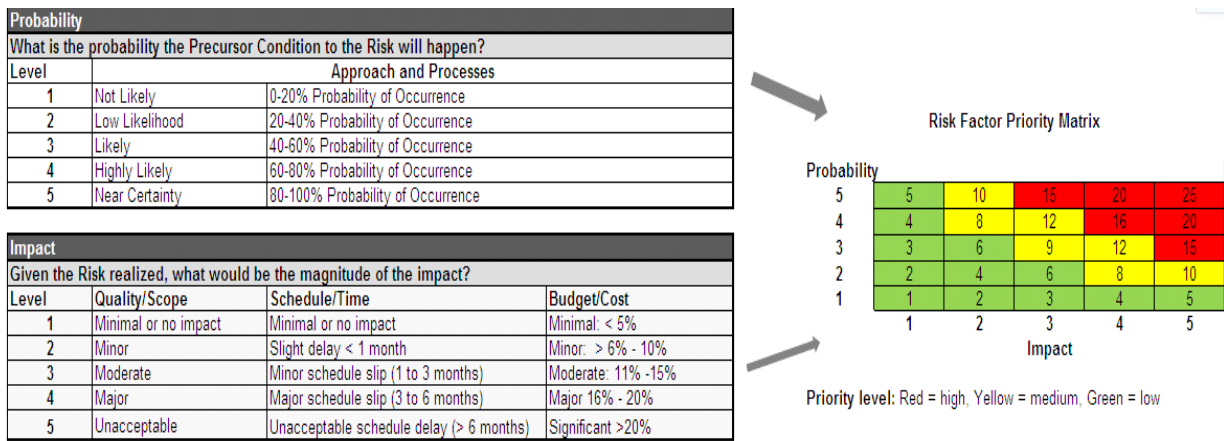 Probability
What is the probability the Precursor Condition to the Risk will happen?
Level Approach and Processes
1 Not Likely 0-20% Probability of Occurrence
2 Low Likelihood 20-40% Probability of Occurrence
3 Likely 40-60% Probability of Occurrence
4 Highly Likely 60-80% Probability of Occurrence
5 Near Certainty 80-100% Probability of Occurrence
Impact
Given the Risk realized, what would be the magnitude of the impact?
Level Quality/Scope Schedule/Time Budget/Cost
1 Minimal or no impact Minimal or no impact Minimal: < 5%
2 Minor Slight delay < 1 month Minor: > 6% - 10%
3 Moderate Minor schedule slip (1 to 3 months) Moderate: 11% -15%
4 Major Major schedule slip (3 to 6 months) Major 16% - 20%
5 Unacceptable Unacceptable schedule delay (> 6 months) Significant >20%
Risk Factor Priority Matrix
Probability
5 5 10 15 20 25
4 4 8 12 16 20
3 3 6 9 12 15
2 2 4 6 8 10
1 1 2 3 4 5
1 2 3 4 5
Impact
Priority level: Red = high, Yellow = medium, Green = low